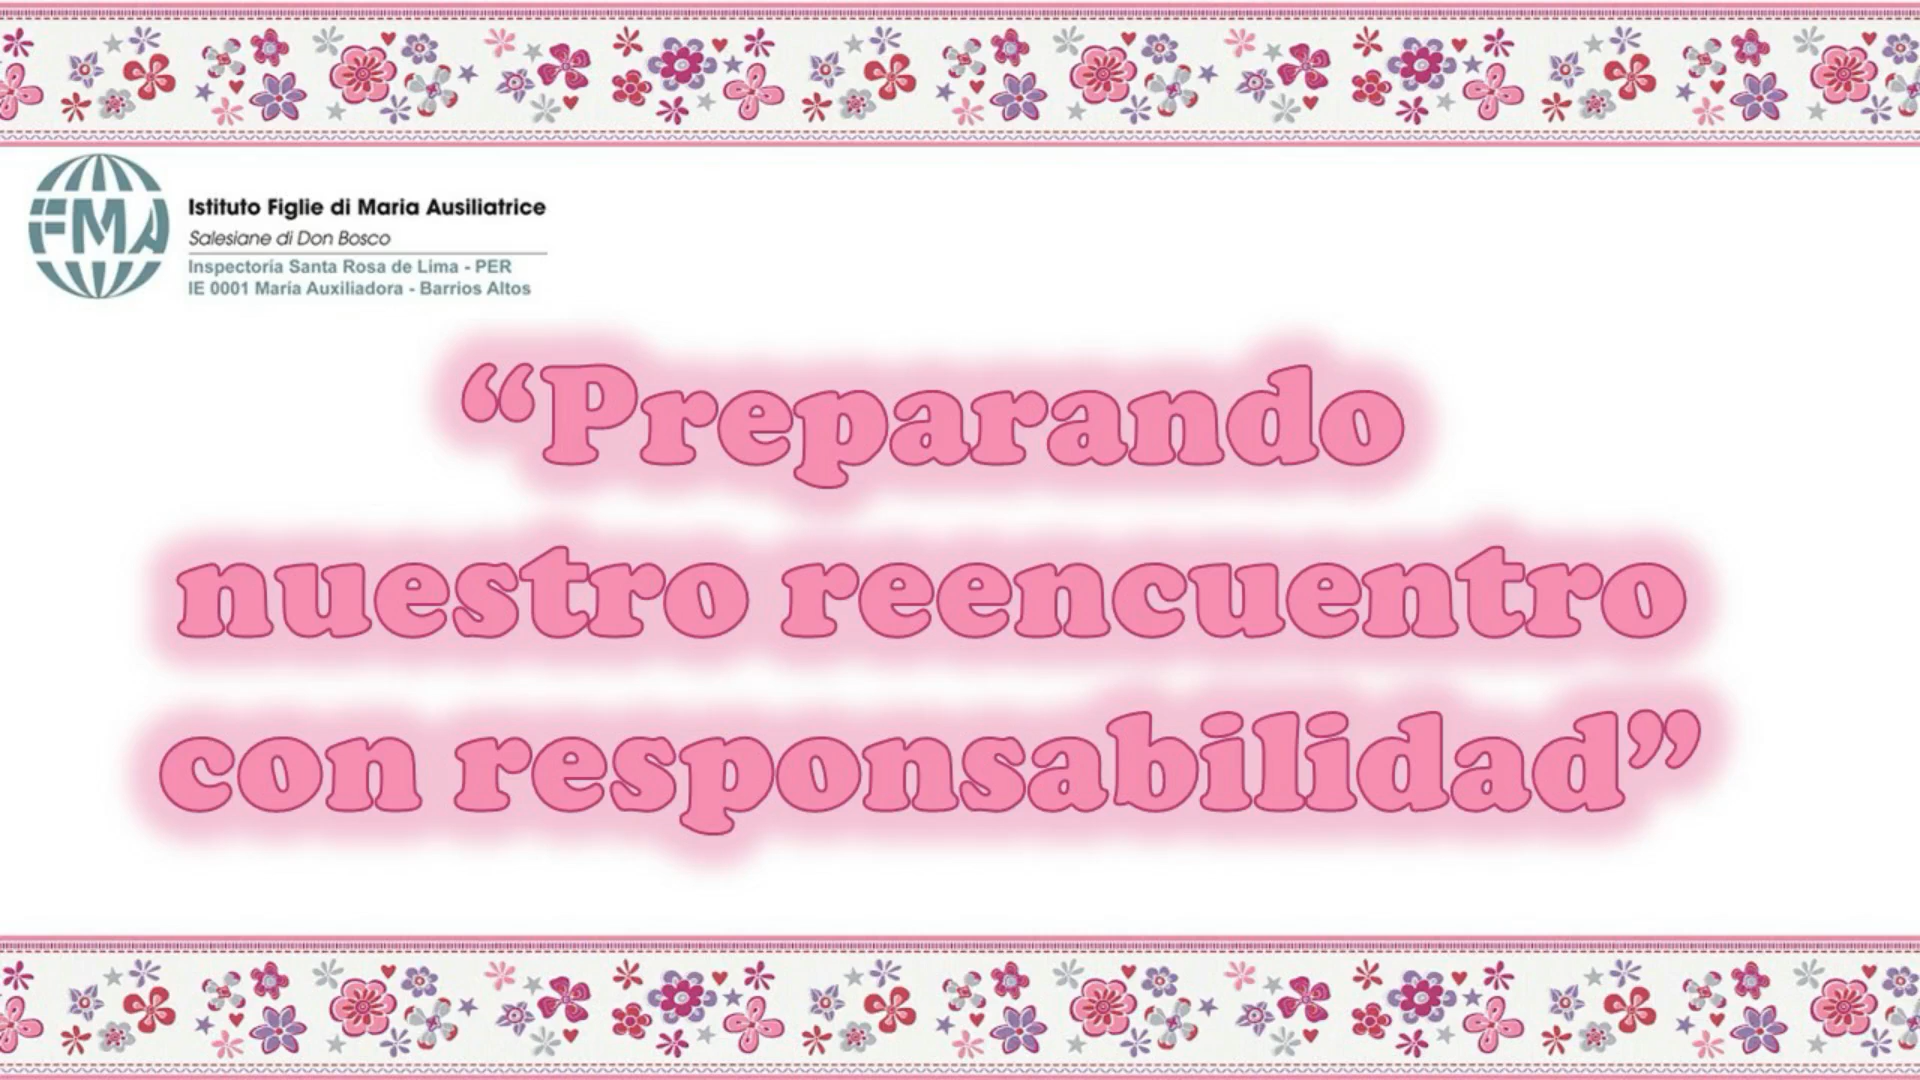 FMA
Istituto Figlie di Maria Ausiliatrice
Salesiane di Don Bosco
Inspectoría Santa Rosa de Lima - PER
IE 0001 María Auxiliadora - Barrios Altos
“Preparando
nuestro reencuentro
con responsabilidad”